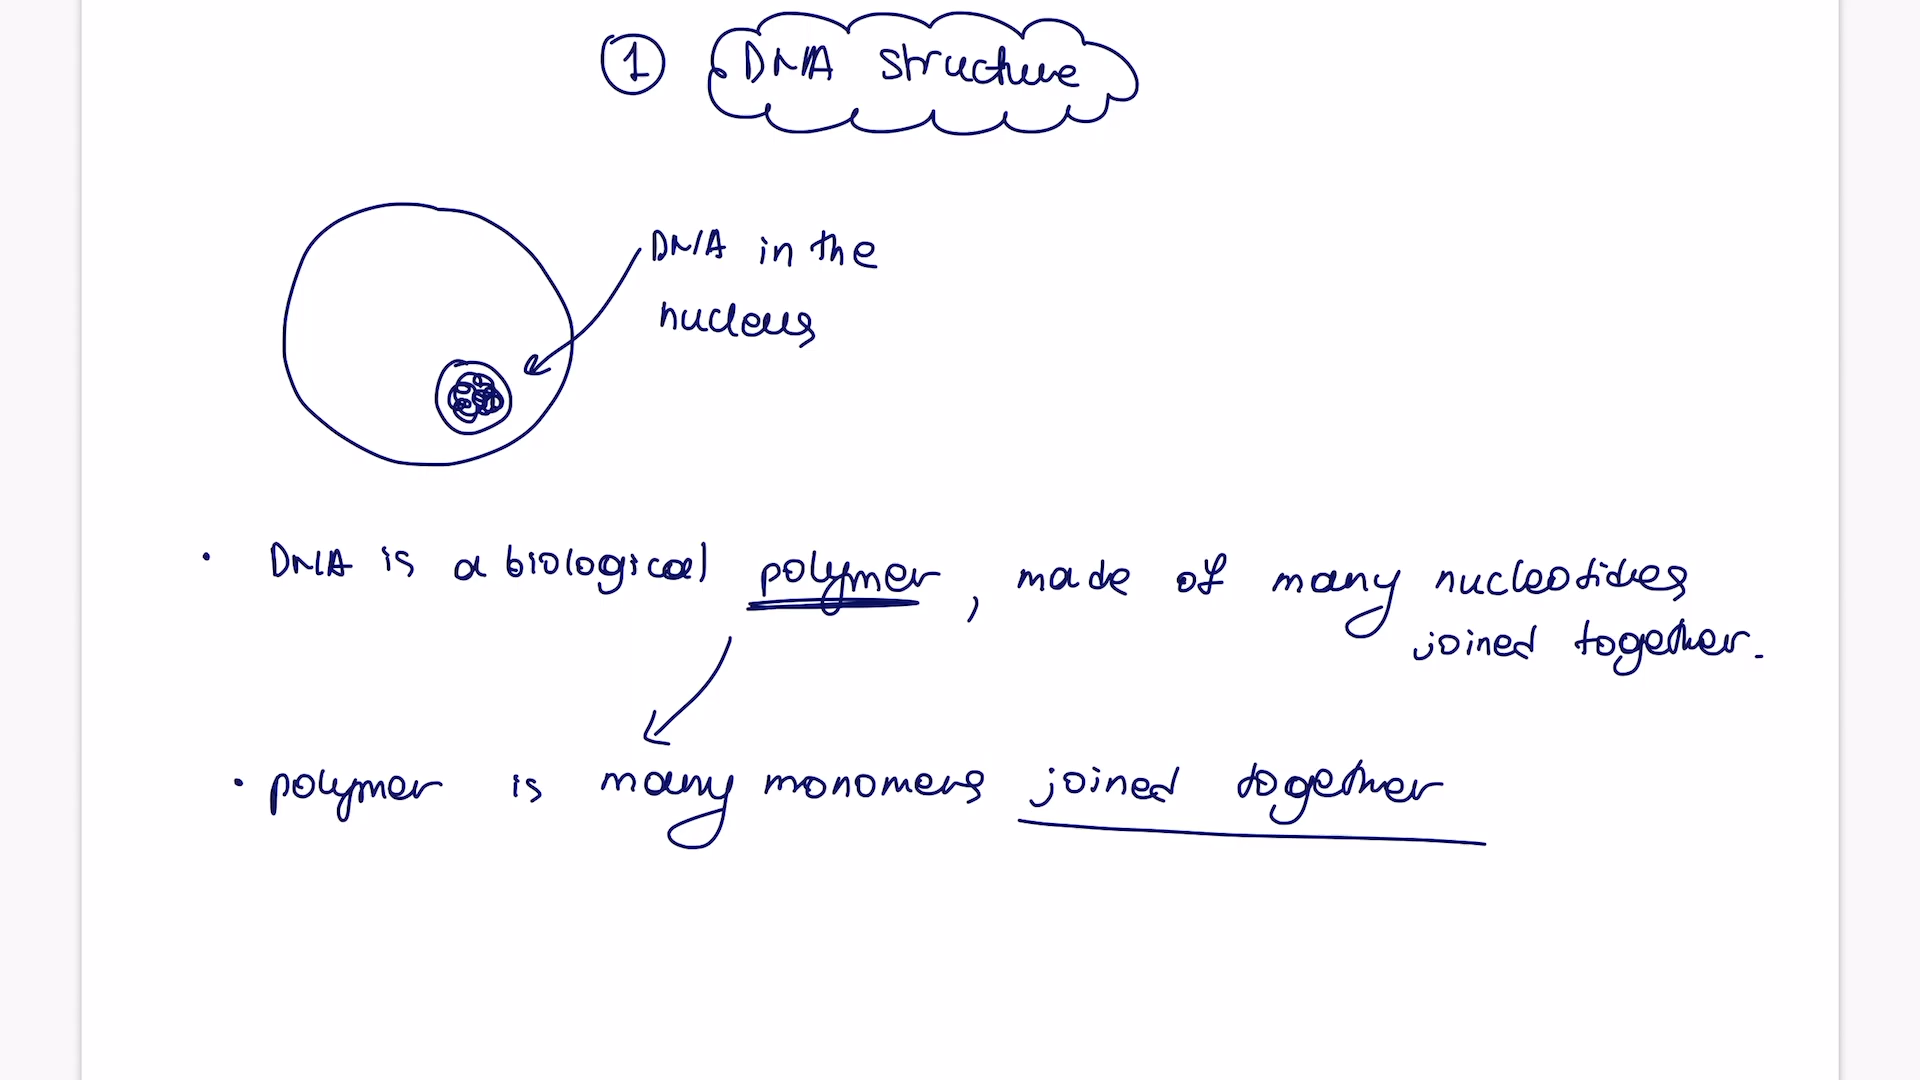 1 DNA structure
DNA in the
nucleus
• DNA is a biological polymer, made of many nucleotides
joined together.
• polymer is many monomers joined together